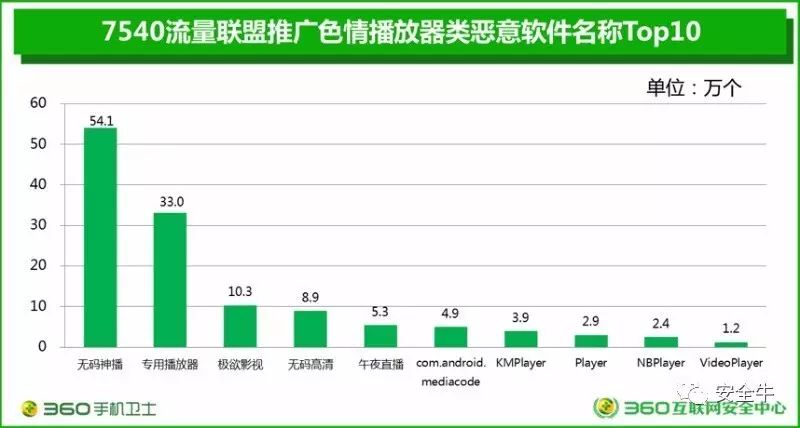 7540流量联盟推广色情播放器类恶意软件名称Top10
单位：万个
60
50
40
30
20
10
0
54.1
33.0
10.3
8.9
5.3
4.9
3.9
2.9
2.4
1.2
无码神播
专用播放器
极欲影视
无码高清
午夜直播
com.android.
mediacode
KMPlayer
Player
NBPlayer
VideoPlayer
安全牛
360手机卫士
360互联网安全中心